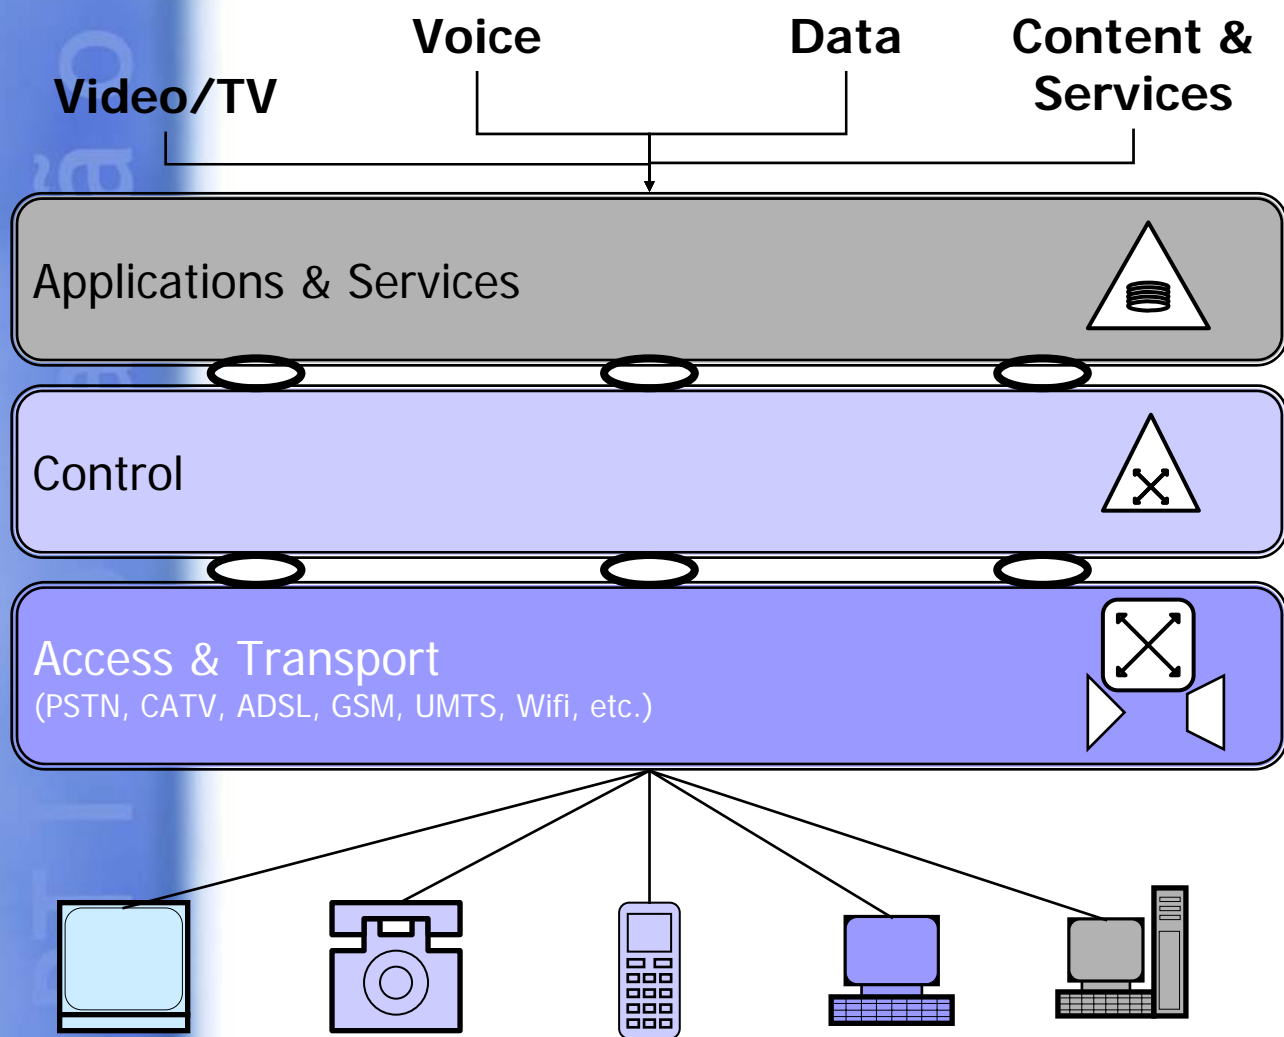 Voice
Data
Content &
Services
Video/TV
Applications & Services
Control
Access & Transport
(PSTN, CATV, ADSL, GSM, UMTS, Wifi, etc.)